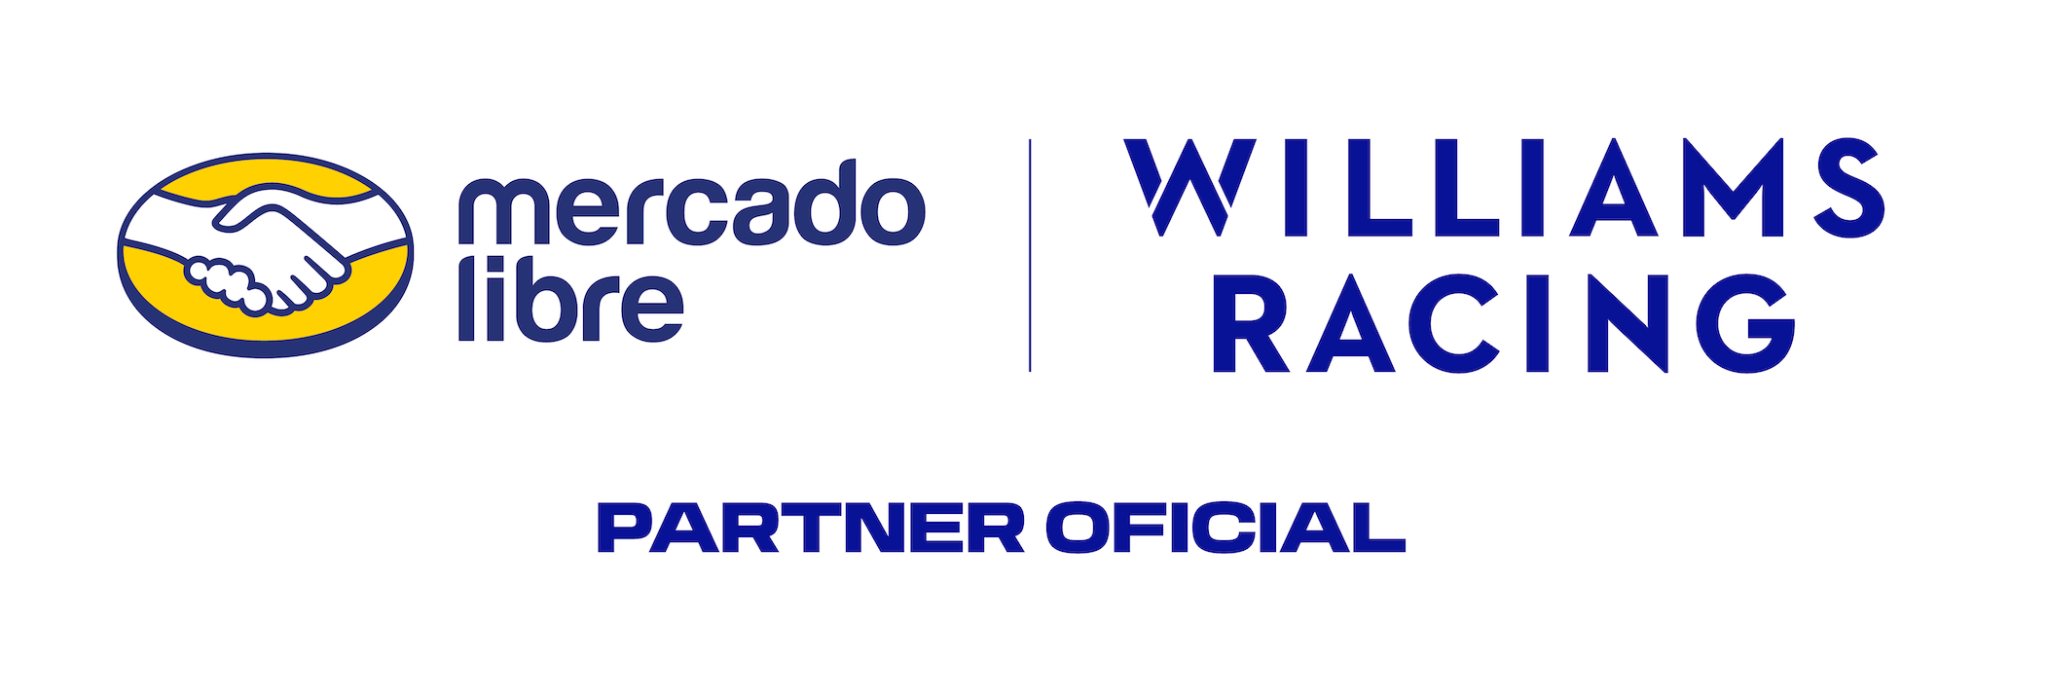 mercado
libre
WILLIAMS
RACING
PARTNER OFICIAL